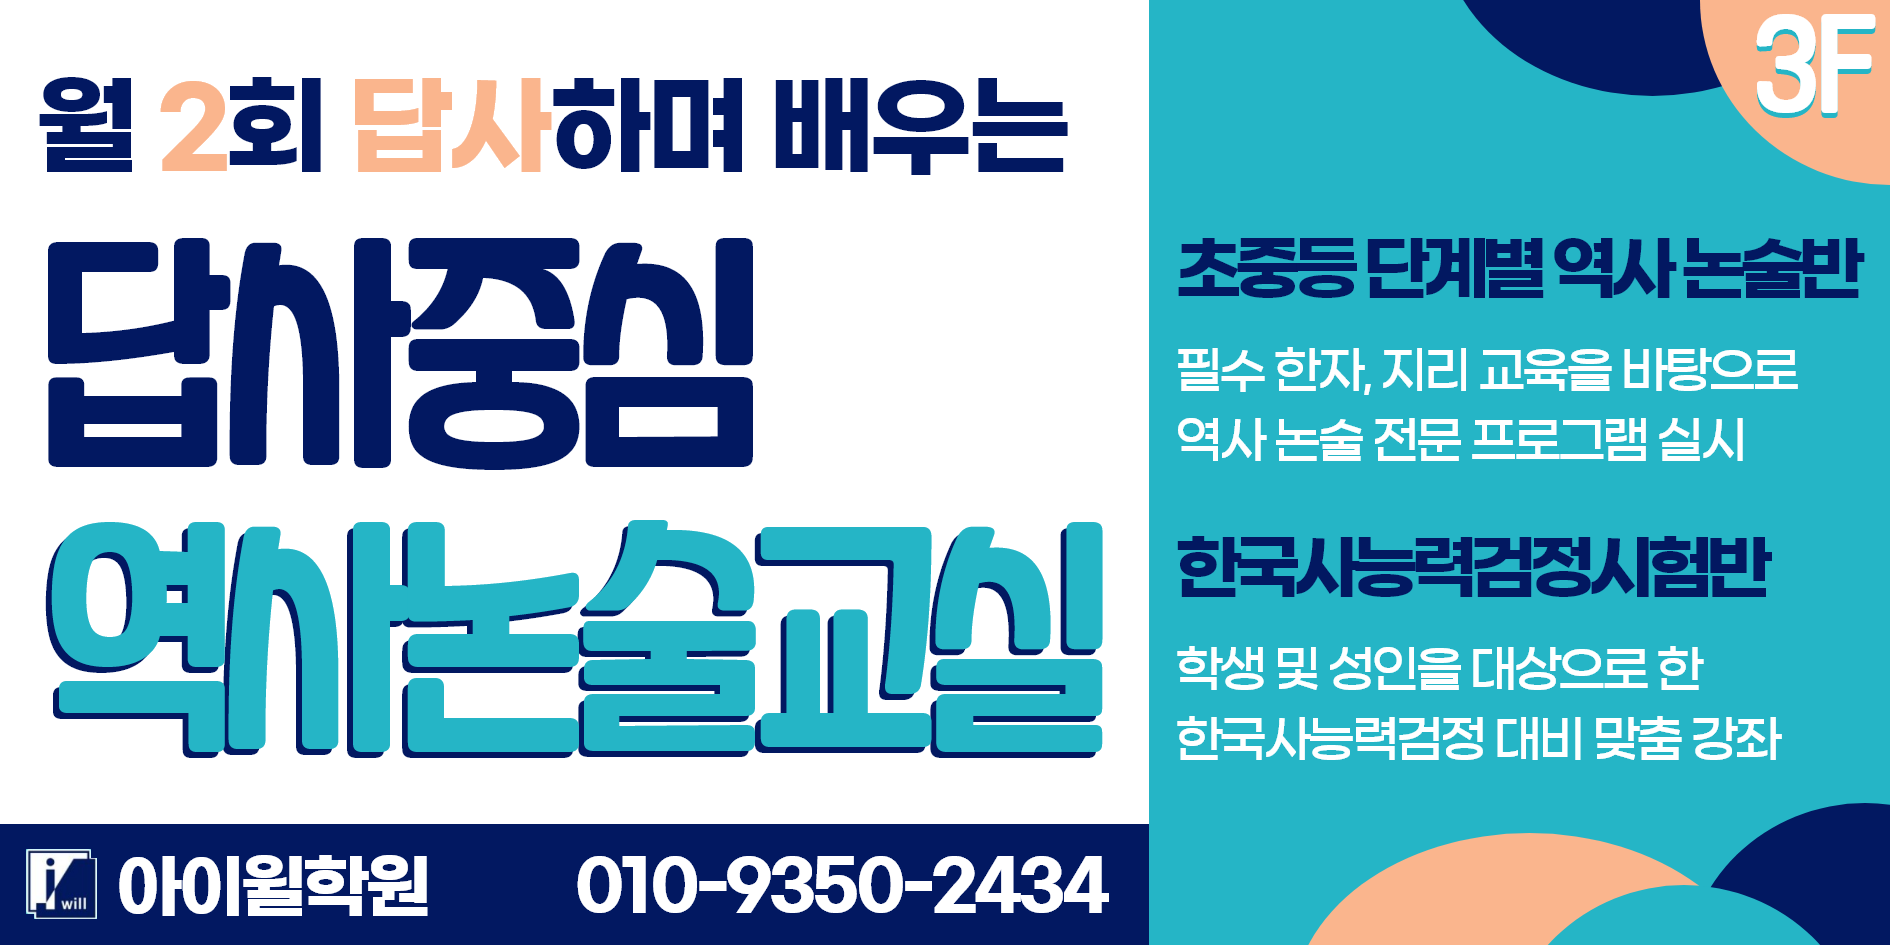 월 2회 답사하며 배우는
답사중심
역사논술교실
i will
아이윌학원
010-9350-2434
3F
초중등 단계별 역사 논술반
필수 한자, 지리 교육을 바탕으로
역사 논술 전문 프로그램 실시
한국사능력검정시험반
학생 및 성인을 대상으로 한
한국사능력검정 대비 맞춤 강좌